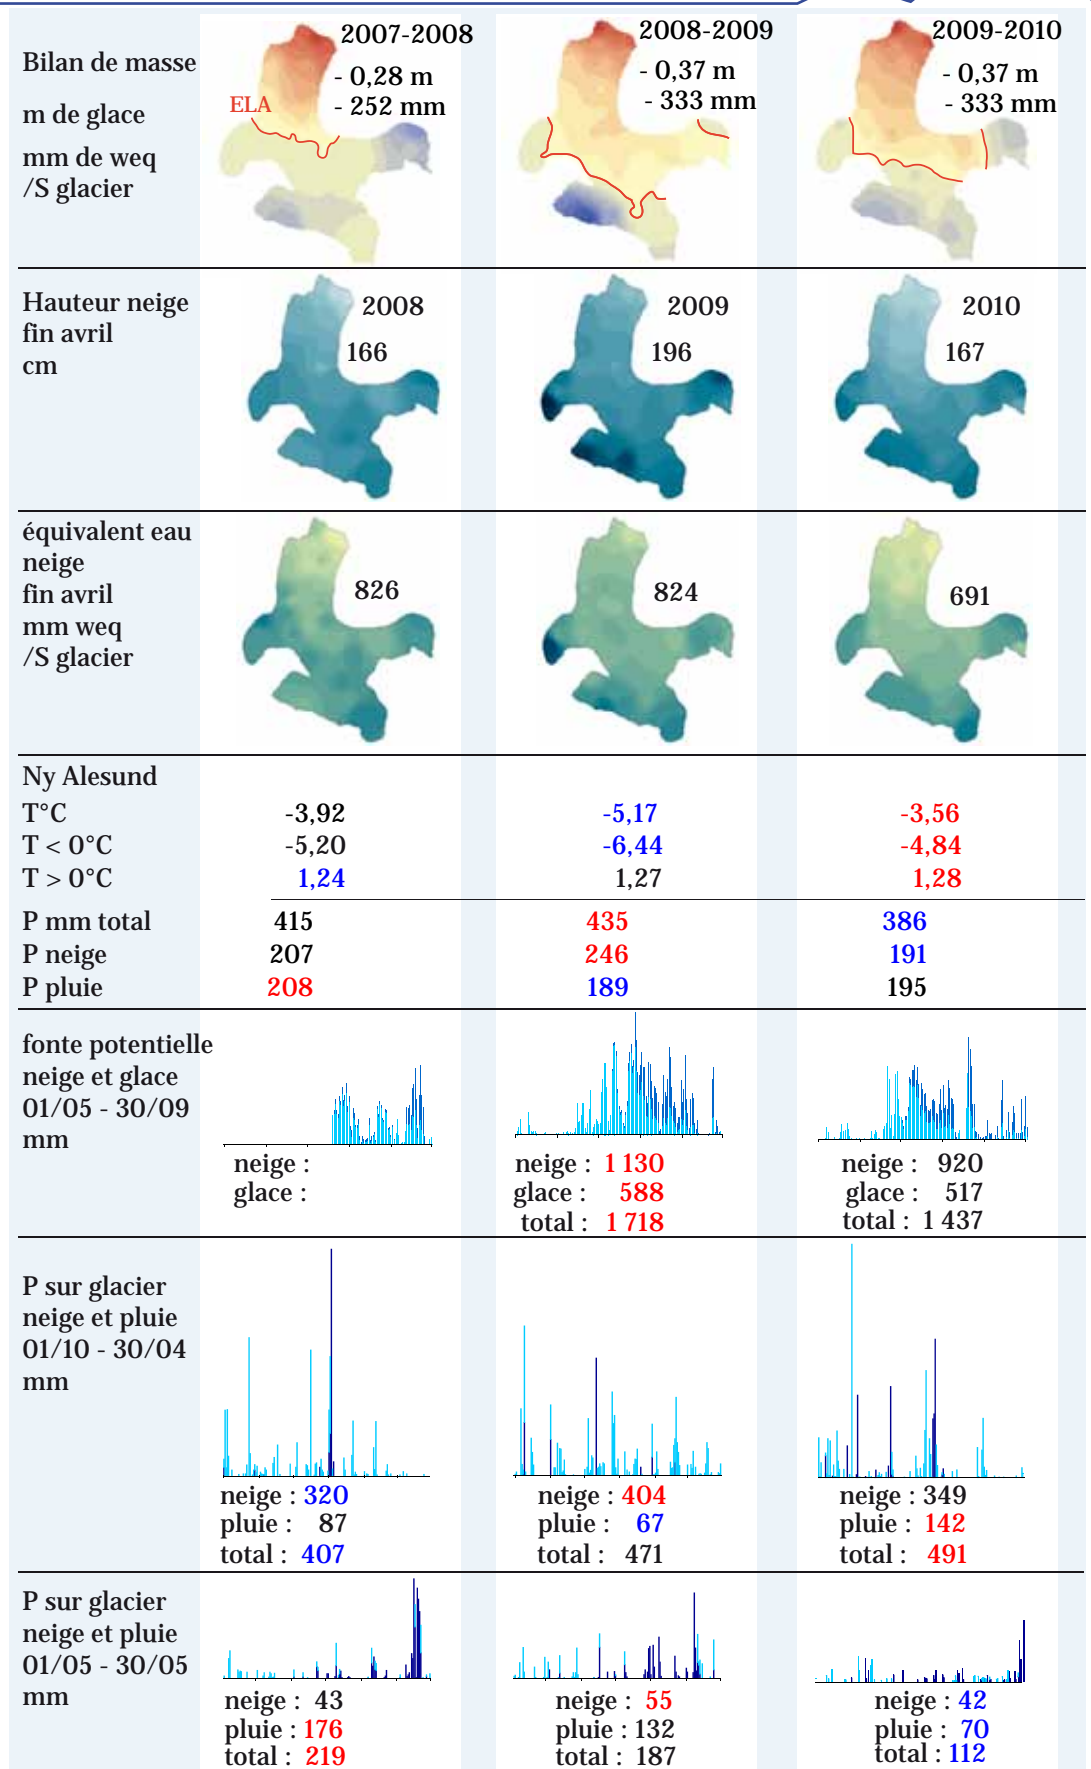 Bilan de masse
m de glace
mm de weq
/S glacier
2007-2008
- 0,28 m
- 252 mm
ELA
2008-2009
- 0,37 m
- 333 mm
2009-2010
- 0,37 m
- 333 mm
Hauteur neige
fin avril
cm
2008
166
2009
196
2010
167
équivalent eau
neige
fin avril
mm weq
/S glacier
826
824
691
Ny Alesund
T°C -3,92 -5,17 -3,56
T < 0°C -5,20 -6,44 -4,84
T > 0°C 1,24 1,27 1,28
P mm total 415 435 386
P neige 207 246 191
P pluie 208 189 195
fonte potentielle
neige et glace
01/05 - 30/09
mm
neige :
glace :
neige : 1 130
glace : 588
total : 1 718
neige : 920
glace : 517
total : 1 437
P sur glacier
neige et pluie
01/10 - 30/04
mm
neige : 320
pluie : 87
total : 407
neige : 404
pluie : 67
total : 471
neige : 349
pluie : 142
total : 491
P sur glacier
neige et pluie
01/05 - 30/05
mm
neige : 43
pluie : 176
total : 219
neige : 55
pluie : 132
total : 187
neige : 42
pluie : 70
total : 112